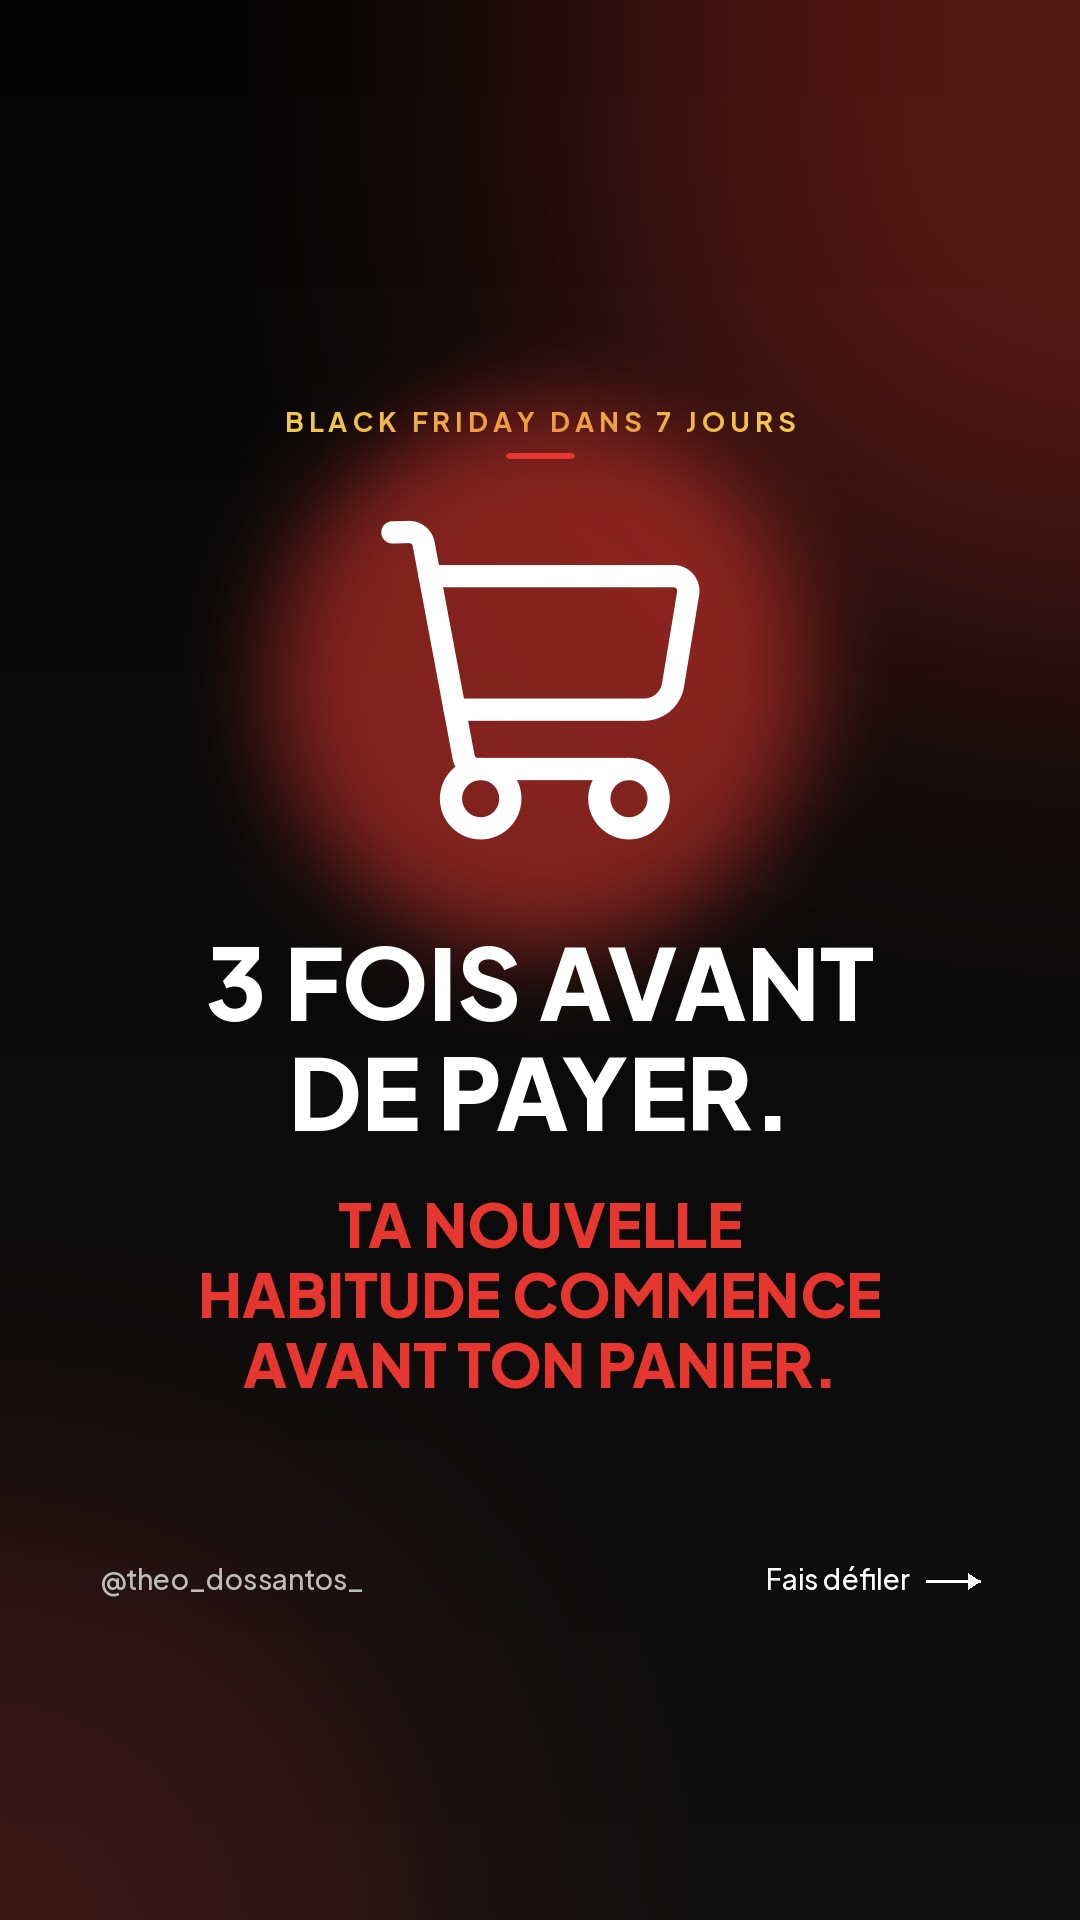 BLACK FRIDAY DANS 7 JOURS
3 FOIS AVANT
DE PAYER.
TA NOUVELLE
HABITUDE COMMENCE
AVANT TON PANIER.
@theo_dossantos_
Fais défiler